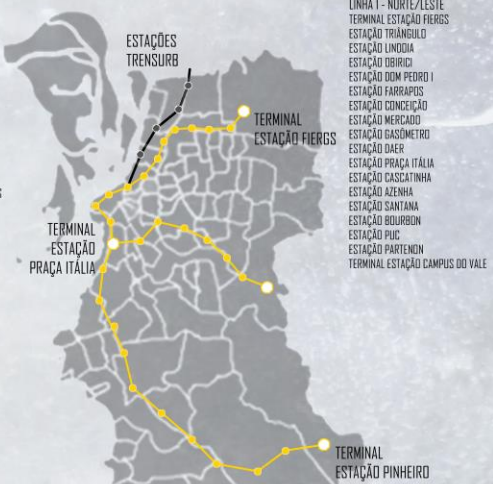 LINHA 1 - NORTE/LESTE
TERMINAL ESTAÇÃO FIERGS
ESTAÇÃO TRIÂNGULO
ESTAÇÃO LINDOIA
ESTAÇÃO OBIRICI
ESTAÇÃO DOM PEDRO I
ESTAÇÃO FARRAPOS
ESTAÇÃO CONCEIÇÃO
ESTAÇÃO MERCADO
ESTAÇÃO GASÔMETRO
ESTAÇÃO DAER
ESTAÇÃO PRAÇA ITÁLIA
ESTAÇÃO CASCATINHA
ESTAÇÃO AZENHA
ESTAÇÃO SANTANA
ESTAÇÃO BOURBON
ESTAÇÃO PUC
ESTAÇÃO PARTENON
TERMINAL ESTAÇÃO CAMPUS DO VALE
ESTAÇÕES
TRENSURB
TERMINAL
ESTAÇÃO FIERGS
TERMINAL
ESTAÇÃO
PRAÇA ITÁLIA
TERMINAL
ESTAÇÃO PINHEIRO